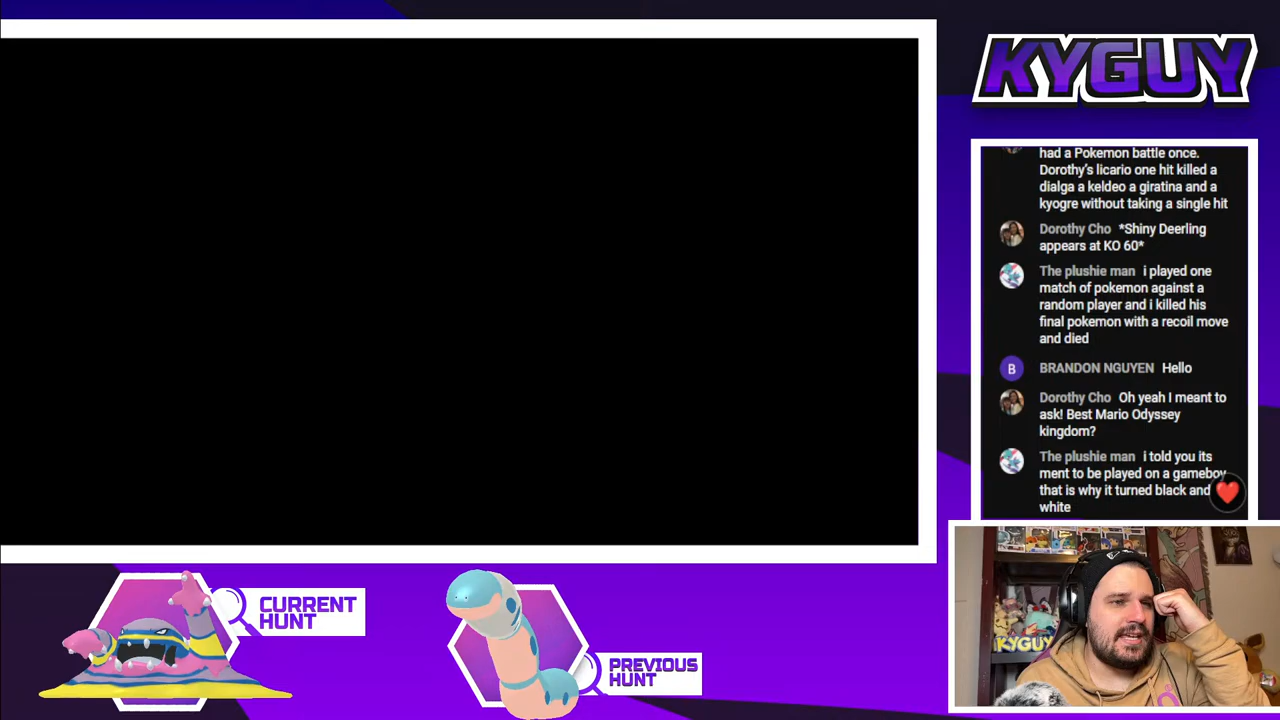 KYGUY
had a Pokemon battle once.
Dorothy's licario one hit killed a
dialga a keldeo a giratina and a
kyogre without taking a single hit
Dorothy Cho *Shiny Deerling
appears at KO 60*
The plushie man i played one
match of pokemon against a
random player and i killed his
final pokemon with a recoil move
and died
B BRANDON NGUYEN Hello
Dorothy Cho Oh yeah I meant to
ask! Best Mario Odyssey
kingdom?
The plushie man i told you its
ment to be played on a gameboy
that is why it turned black and
white
CURRENT
HUNT
PREVIOUS
HUNT
KYGUY